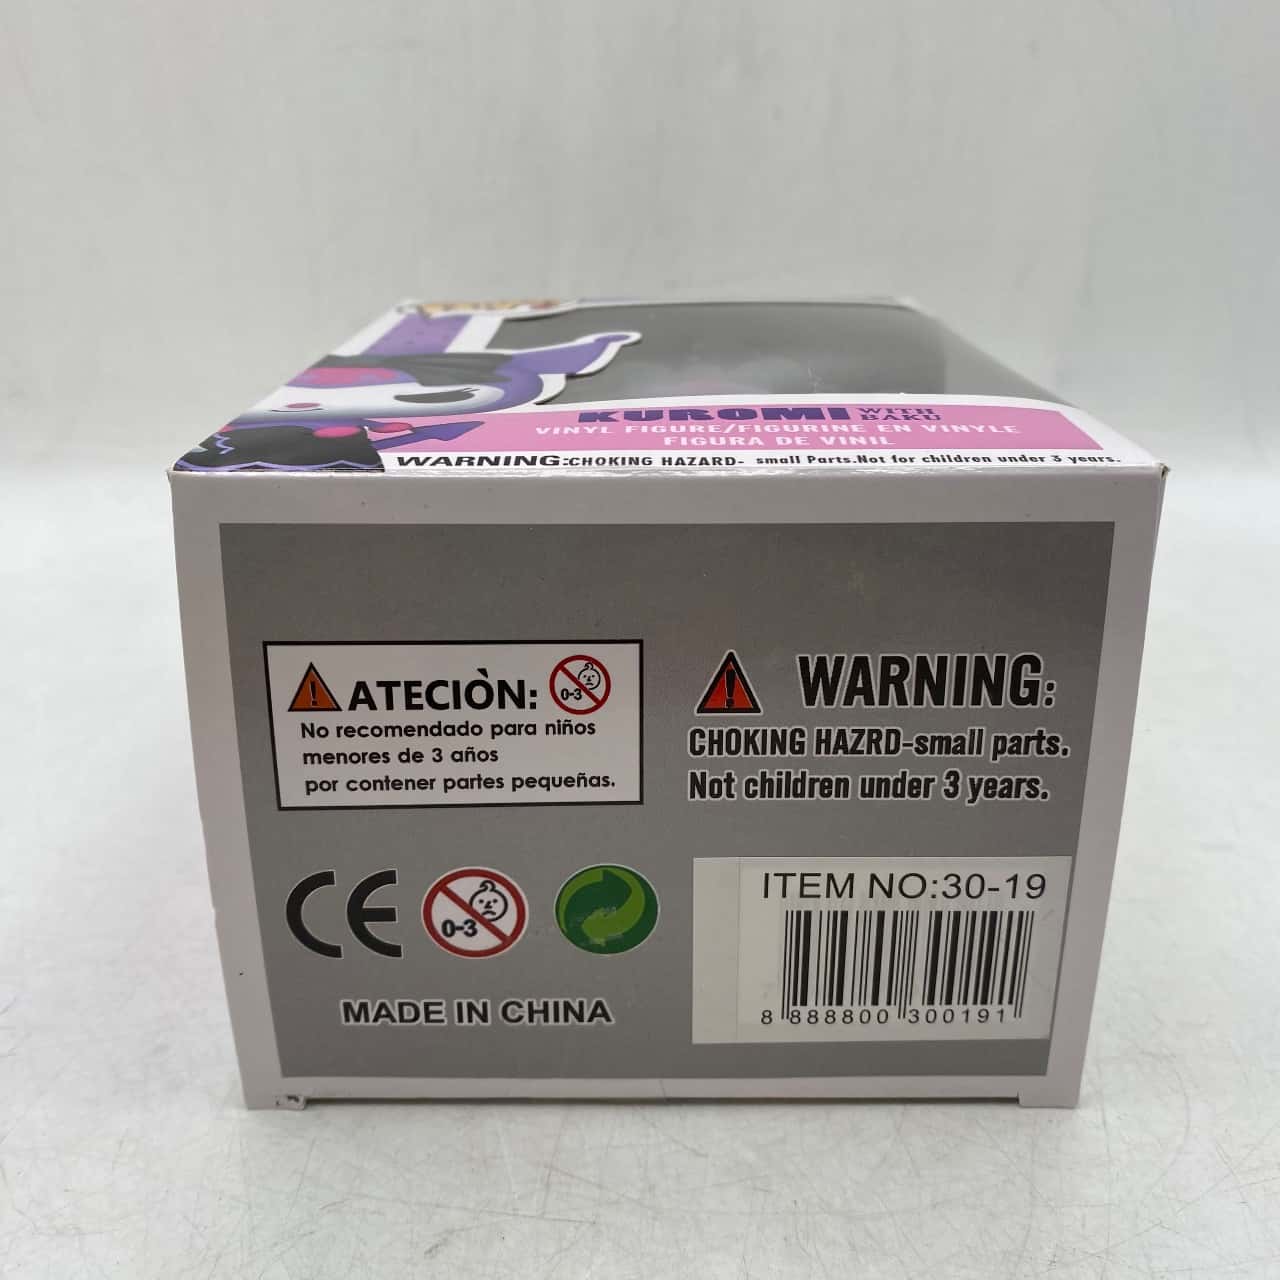 KUROMI WITH BAKU
VINYL FIGURE/FIGURINE EN VINYLE
FIGURA DE VINIL
WARNING:CHOKING HAZARD- small Parts.Not for children under 3 years.
ATECIÒN:
0-3
No recomendado para niños
menores de 3 años
por contener partes pequeñas.
WARNING:
CHOKING HAZRD-small parts.
Not children under 3 years.
CE
0-3
MADE IN CHINA
ITEM NO:30-19
8 888800 300191